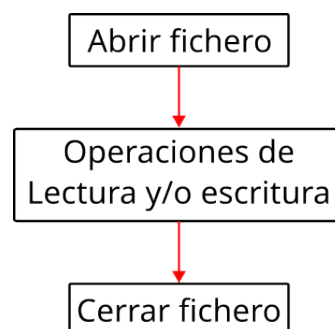 Abrir fichero
Operaciones de
Lectura y/o escritura
Cerrar fichero